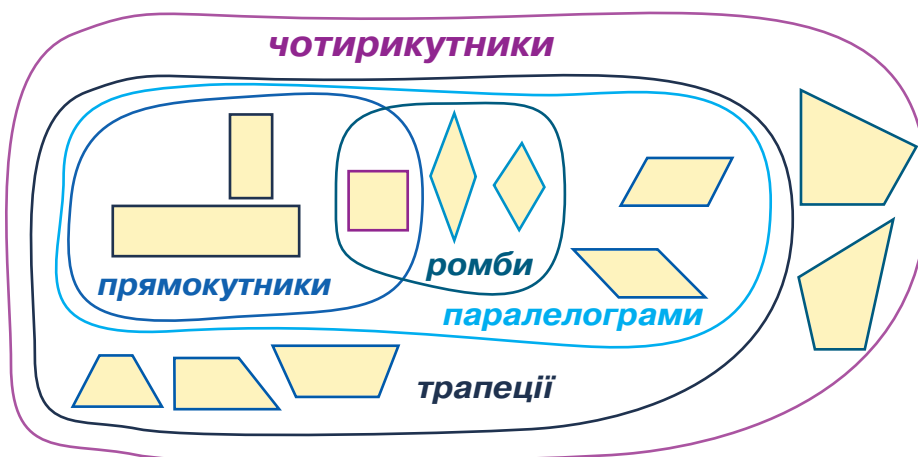 чотирикутники
ромби
прямокутники
паралелограми
трапеції